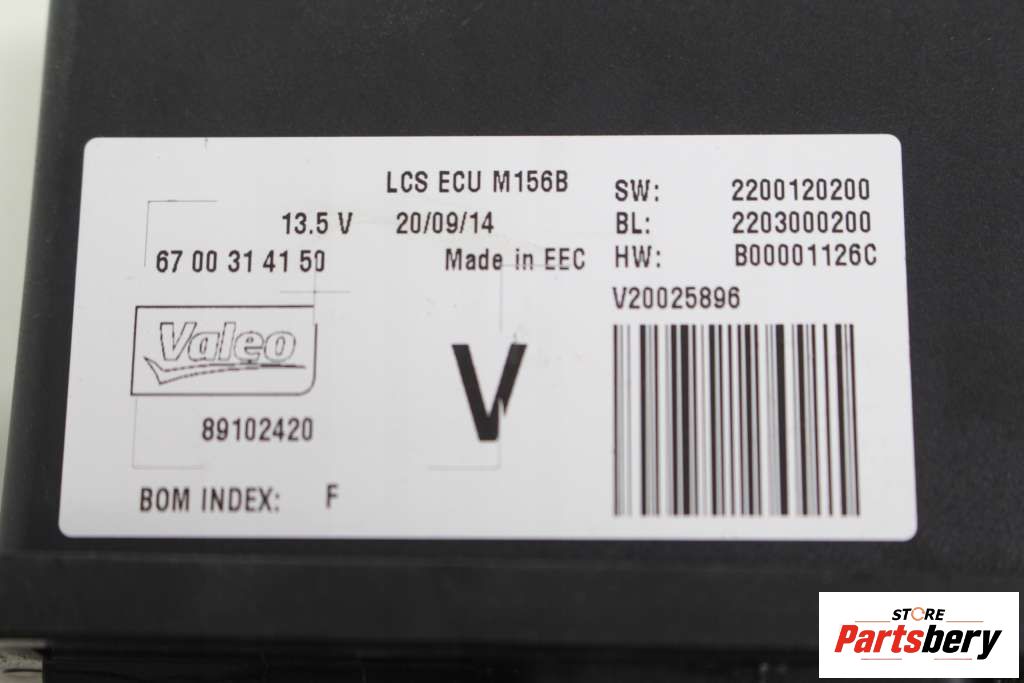 LCS ECU M156B
13.5 V 20/09/14
67 00 31 41 50 Made in EEC
Valeo
89102420
V
BOM INDEX: F
SW: 2200120200
BL: 2203000200
HW: B00001126C
V20025896
STORE
Partsbery